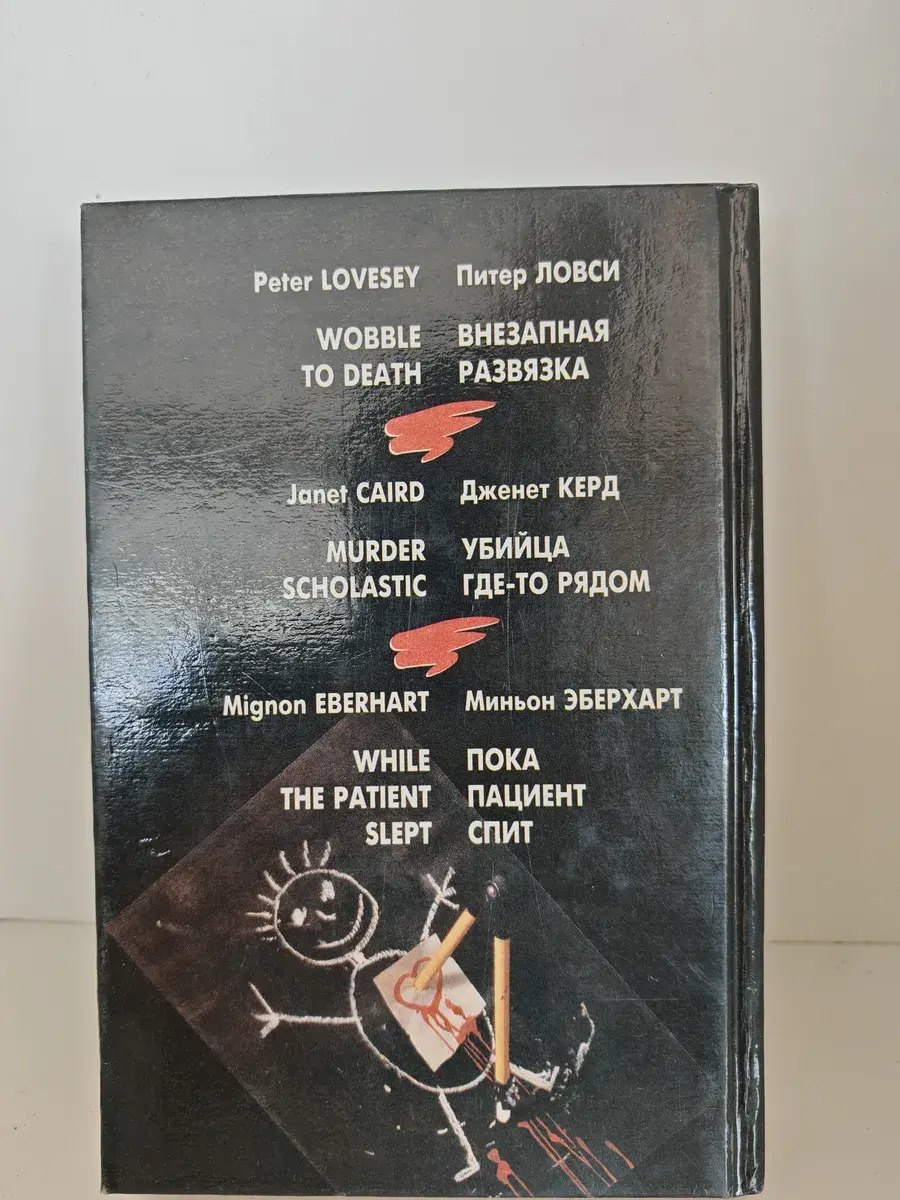 Peter LOVESEY Питер ЛОВСИ
WOBBLE ВНЕЗАПНАЯ
TO DEATH РАЗВЯЗКА
Janet CAIRD Дженет КЕРД
MURDER УБИЙЦА
SCHOLASTIC ГДЕ-ТО РЯДОМ
Mignon EBERHART Миньон ЭБЕРХАРТ
WHILE ПОКА
THE PATIENT ПАЦИЕНТ
SLEPT СПИТ